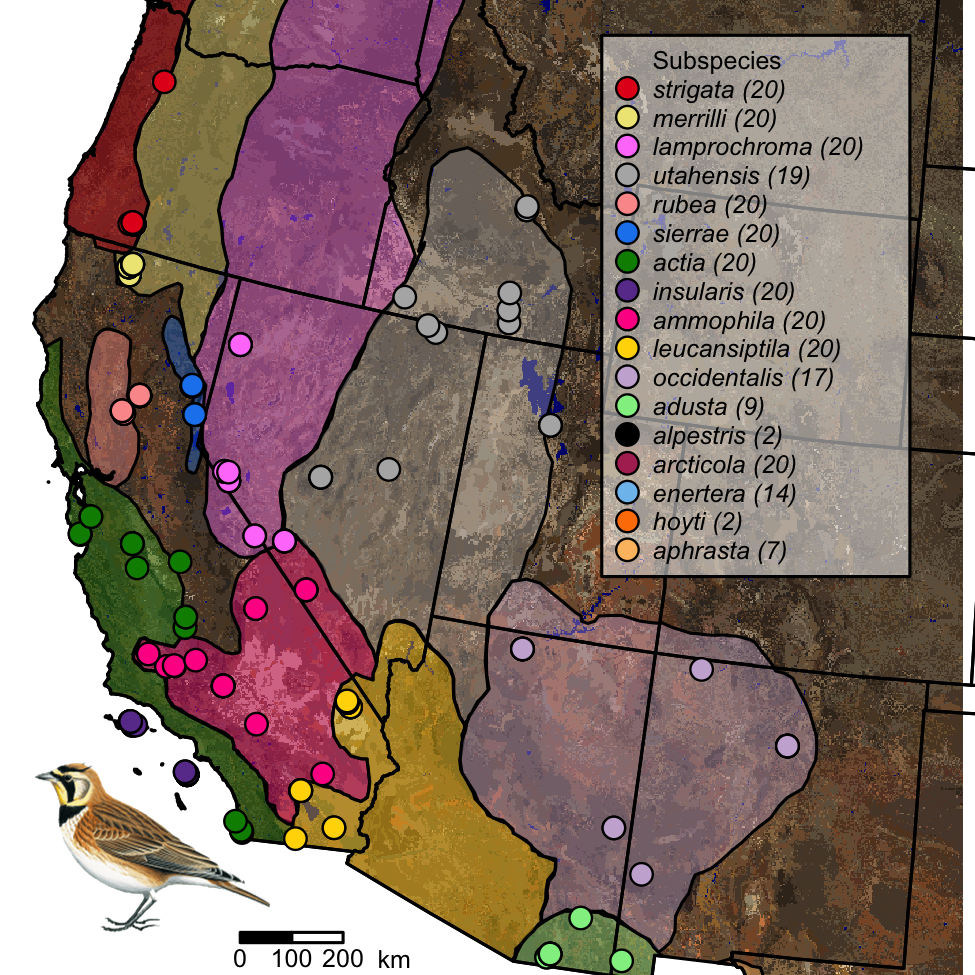 Subspecies
strigata (20)
merrilli (20)
lamprochroma (20)
utahensis (19)
rubea (20)
sierrae (20)
actia (20)
insularis (20)
ammophila (20)
leucansiptila (20)
occidentalis (17)
adusta (9)
alpestris (2)
arcticola (20)
enertera (14)
hoyti (2)
aphrasta (7)
0 100 200 km